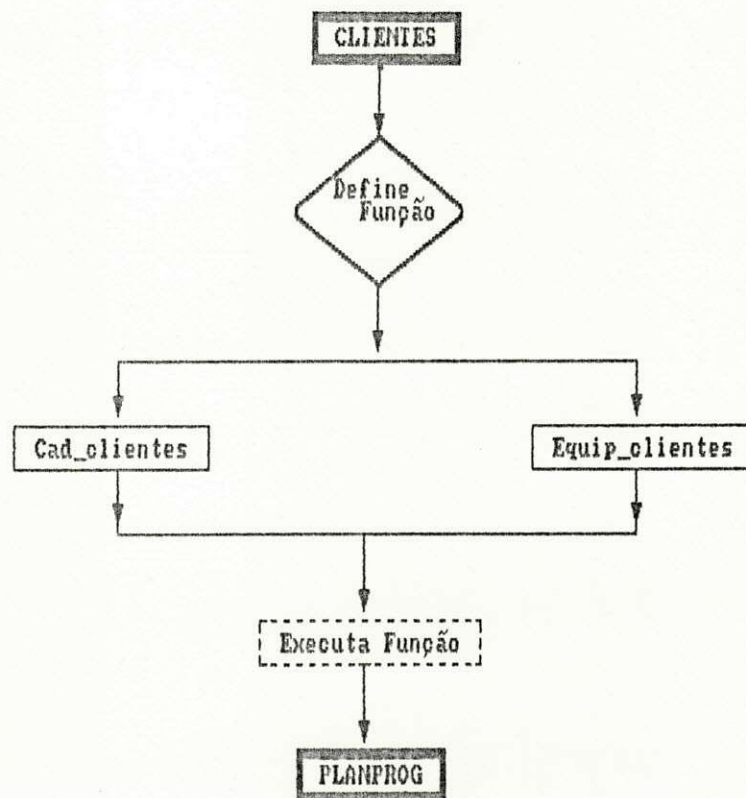 CLIENTES
Define
Função
Cad_clientes
Equip_clientes
Executa Função
PLANPROG